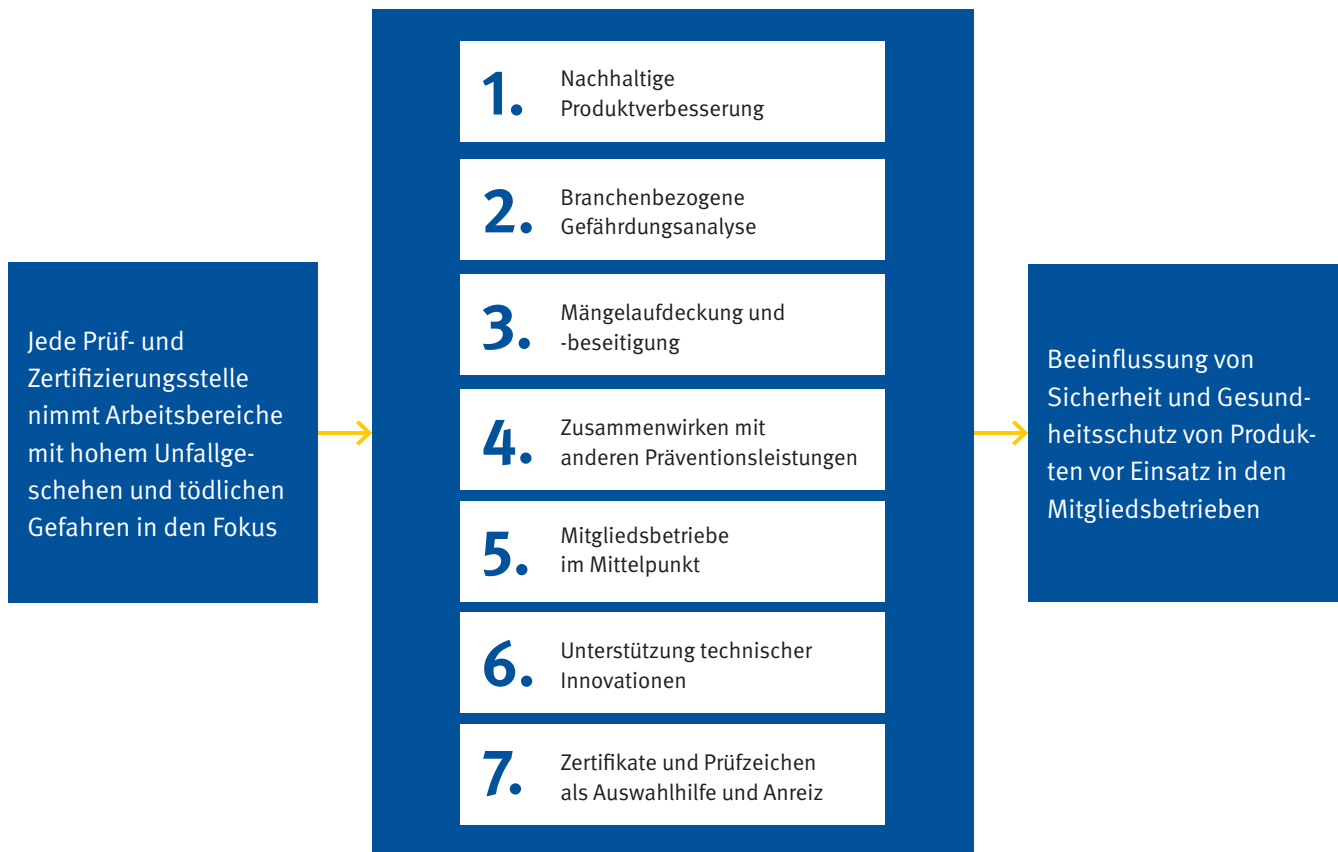 Jede Prüf- und
Zertifizierungsstelle
nimmt Arbeitsbereiche
mit hohem Unfallge-
schehen und tödlichen
Gefahren in den Fokus
1. Nachhaltige
Produktverbesserung
2. Branchenbezogene
Gefährdungsanalyse
3. Mängelaufdeckung und
-beseitigung
4. Zusammenwirken mit
anderen Präventionsleistungen
5. Mitgliedsbetriebe
im Mittelpunkt
6. Unterstützung technischer
Innovationen
7. Zertifikate und Prüfzeichen
als Auswahlhilfe und Anreiz
Beeinflussung von
Sicherheit und Gesund-
heitsschutz von Produk-
ten vor Einsatz in den
Mitgliedsbetrieben